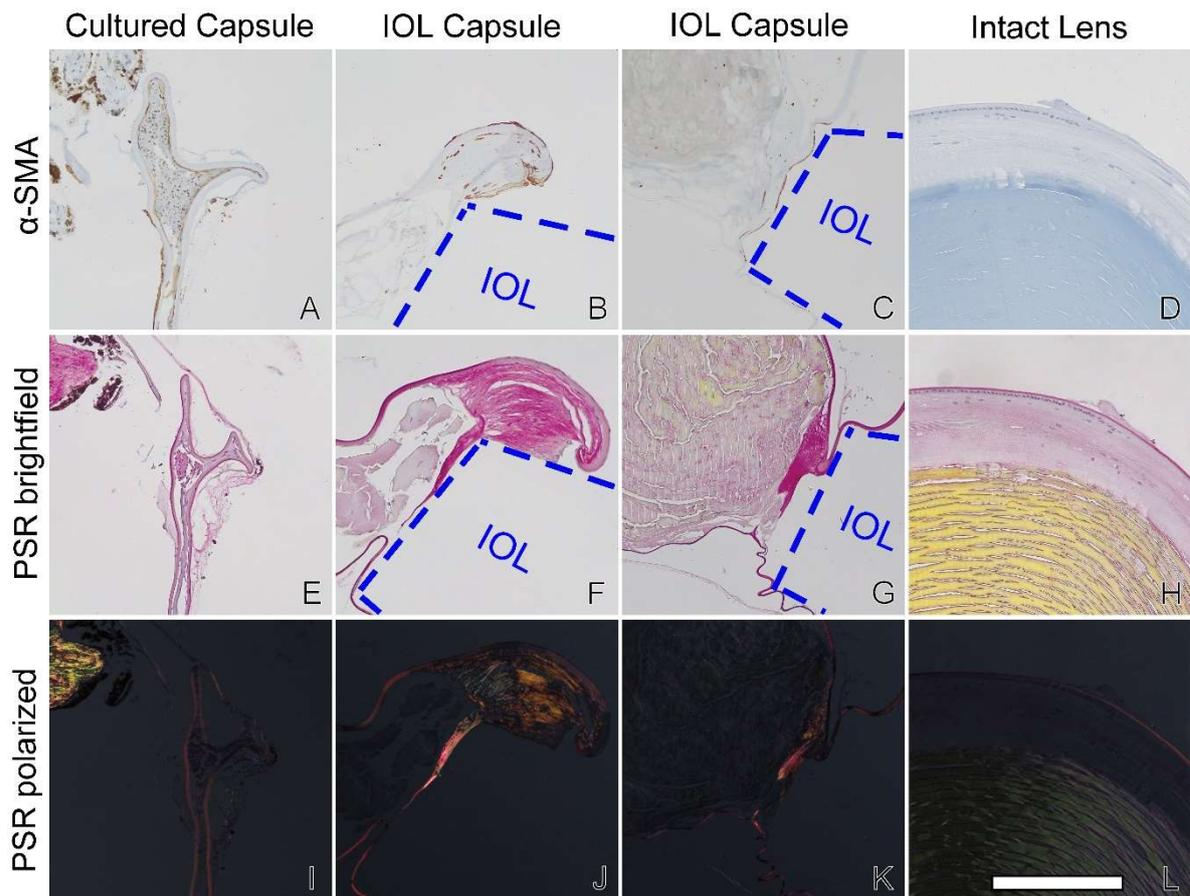 Cultured Capsule IOL Capsule IOL Capsule Intact Lens
α-SMA
A
IOL B
IOL C
D
PSR brightfield
E
IOL F
IOL G
H
PSR polarized
I
J
K
L